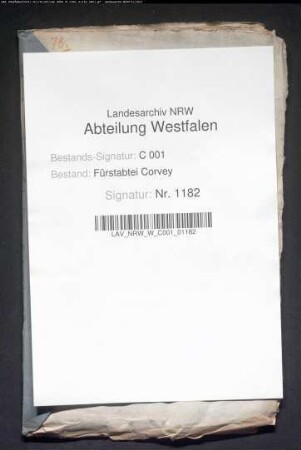 Landesarchiv NRW
Abteilung Westfalen
Bestands-Signatur: C 001
Bestand: Fürstabtei Corvey
Signatur: Nr. 1182
LAV_NRW_W_C001_01182